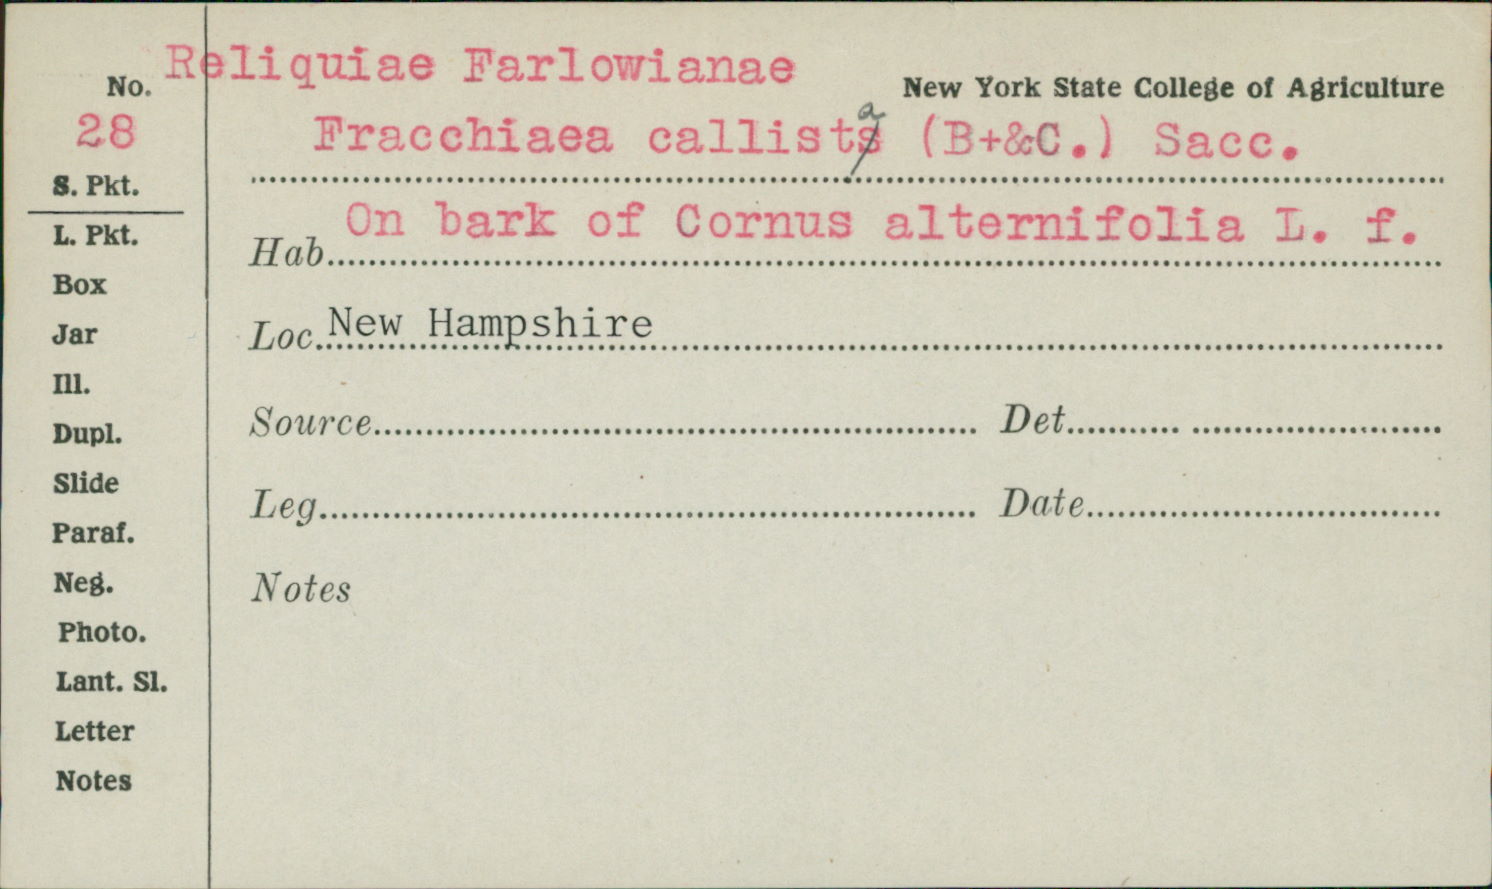 Reliquiae Farlowianae
No. New York State College of Agriculture
28 Fracchiaea callista (B+&C.) Sacc.
S. Pkt.
On bark of Cornus alternifolia L. f.
L. Pkt. Hab.
Box
Jar Loc. New Hampshire
Ill.
Dupl. Source Det.
Slide
Leg. Date
Paraf.
Neg. Notes
Photo.
Lant. Sl.
Letter
Notes